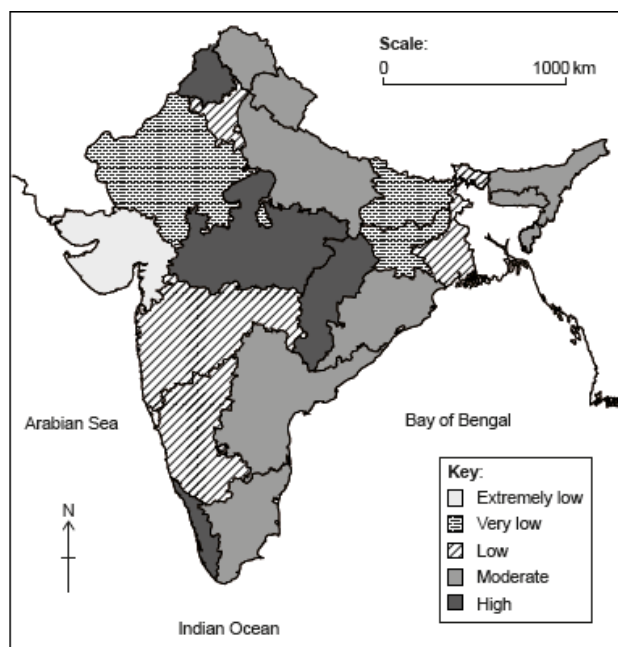 Scale:
0 1000 km
Arabian Sea
Bay of Bengal
N
Indian Ocean
Key:
Extremely low
Very low
Low
Moderate
High